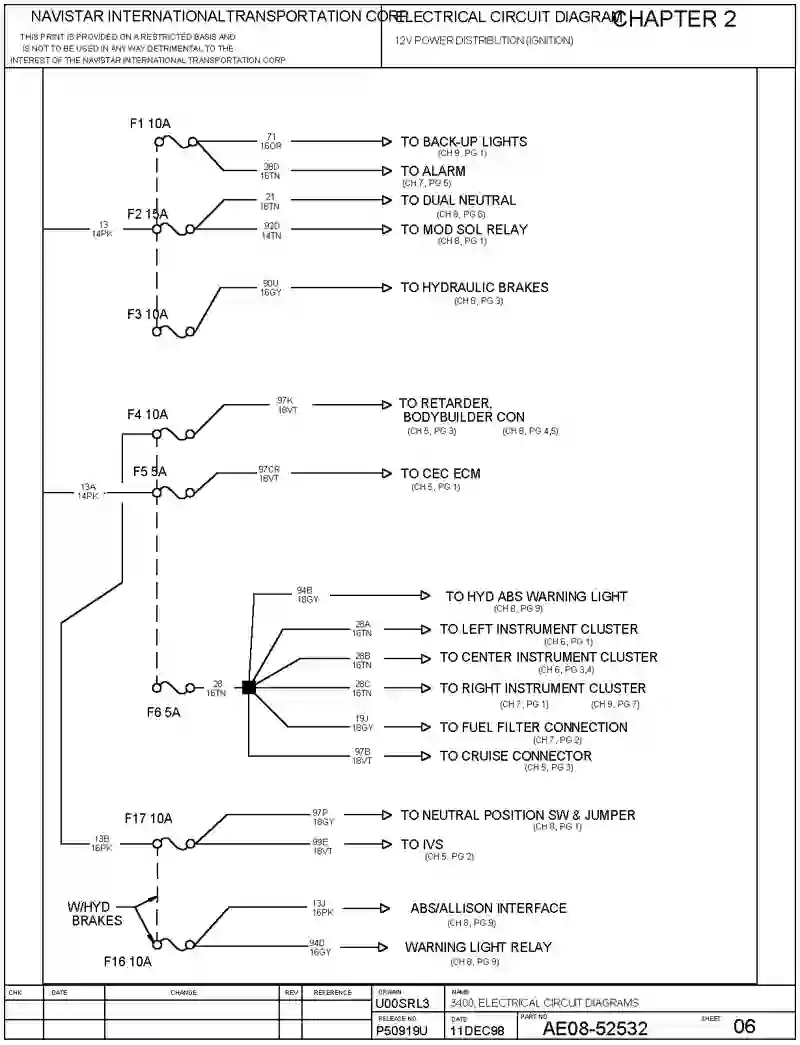 NAVISTAR INTERNATIONAL TRANSPORTATION CORP.
THIS PRINT IS PROVIDED ON A RESTRICTED BASIS AND
IS NOT TO BE USED IN ANY WAY DETRIMENTAL TO THE
INTEREST OF THE NAVISTAR INTERNATIONAL TRANSPORTATION CORP
ELECTRICAL CIRCUIT DIAGRAM
CHAPTER 2
12V POWER DISTRIBUTION (IGNITION)
F1 10A
71
16OR
TO BACK-UP LIGHTS
(CH 9, PG 1)
28D
16TN
TO ALARM
(CH 7, PG 5)
F2 15A
21
16TN
TO DUAL NEUTRAL
(CH 8, PG 6)
13
14PK
92D
14TN
TO MOD SOL RELAY
(CH 8, PG 1)
90U
16GY
TO HYDRAULIC BRAKES
(CH 8, PG 3)
F3 10A
F4 10A
97K
18VT
TO RETARDER,
BODYBUILDER CON
(CH 5, PG 3)
(CH 8, PG 4,5)
F5 5A
97CR
18VT
TO CEC ECM
(CH 5, PG 1)
13A
14PK
94B
18GY
TO HYD ABS WARNING LIGHT
(CH 8, PG 9)
28A
16TN
TO LEFT INSTRUMENT CLUSTER
(CH 6, PG 1)
28B
16TN
TO CENTER INSTRUMENT CLUSTER
(CH 6, PG 3,4)
28
16TN
28C
16TN
TO RIGHT INSTRUMENT CLUSTER
(CH 7, PG 1)
(CH 9, PG 7)
F6 5A
19J
18GY
TO FUEL FILTER CONNECTION
(CH 7, PG 2)
97B
18VT
TO CRUISE CONNECTOR
(CH 5, PG 3)
F17 10A
97P
18GY
TO NEUTRAL POSITION SW & JUMPER
(CH 8, PG 1)
13B
16PK
99E
18VT
TO IVS
(CH 5, PG 2)
W/HYD
BRAKES
13J
16PK
ABS/ALLISON INTERFACE
(CH 8, PG 9)
F16 10A
94D
16GY
WARNING LIGHT RELAY
(CH 8, PG 9)
CHK
DATE
CHANGE
REV
REFERENCE
DRAWN
U00SRL3
NAME
3400, ELECTRICAL CIRCUIT DIAGRAMS
RELEASE NO.
P50919U
DATE
11DEC98
PART NO.
AE08-52532
SHEET
06